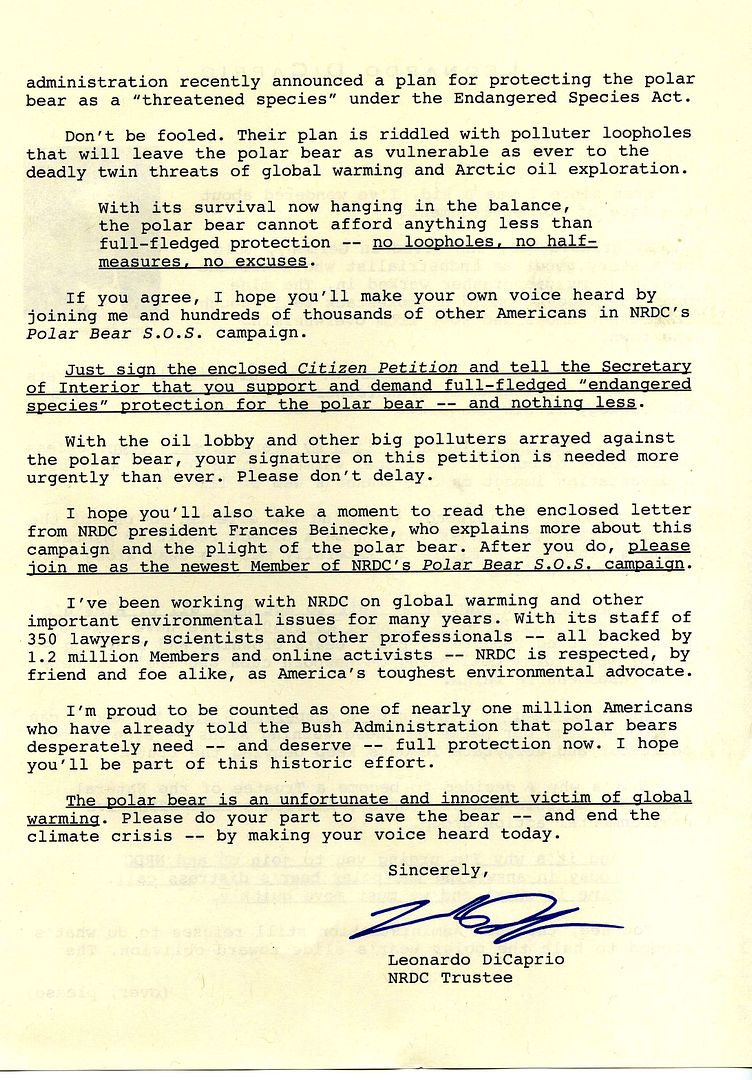 administration recently announced a plan for protecting the polar
bear as a “threatened species” under the Endangered Species Act.
Don’t be fooled. Their plan is riddled with polluter loopholes
that will leave the polar bear as vulnerable as ever to the
deadly twin threats of global warming and Arctic oil exploration.
With its survival now hanging in the balance,
the polar bear cannot afford anything less than
full-fledged protection -- no loopholes, no half-
measures, no excuses.
If you agree, I hope you’ll make your own voice heard by
joining me and hundreds of thousands of other Americans in NRDC’s
Polar Bear S.O.S. campaign.
Just sign the enclosed Citizen Petition and tell the Secretary
of Interior that you support and demand full-fledged “endangered
species” protection for the polar bear -- and nothing less.
With the oil lobby and other big polluters arrayed against
the polar bear, your signature on this petition is needed more
urgently than ever. Please don’t delay.
I hope you’ll also take a moment to read the enclosed letter
from NRDC president Frances Beinecke, who explains more about this
campaign and the plight of the polar bear. After you do, please
join me as the newest Member of NRDC’s Polar Bear S.O.S. campaign.
I’ve been working with NRDC on global warming and other
important environmental issues for many years. With its staff of
350 lawyers, scientists and other professionals -- all backed by
1.2 million Members and online activists -- NRDC is respected, by
friend and foe alike, as America’s toughest environmental advocate.
I’m proud to be counted as one of nearly one million Americans
who have already told the Bush Administration that polar bears
desperately need -- and deserve -- full protection now. I hope
you’ll be part of this historic effort.
The polar bear is an unfortunate and innocent victim of global
warming. Please do your part to save the bear -- and end the
climate crisis -- by making your voice heard today.
Sincerely,
Leonardo DiCaprio
NRDC Trustee